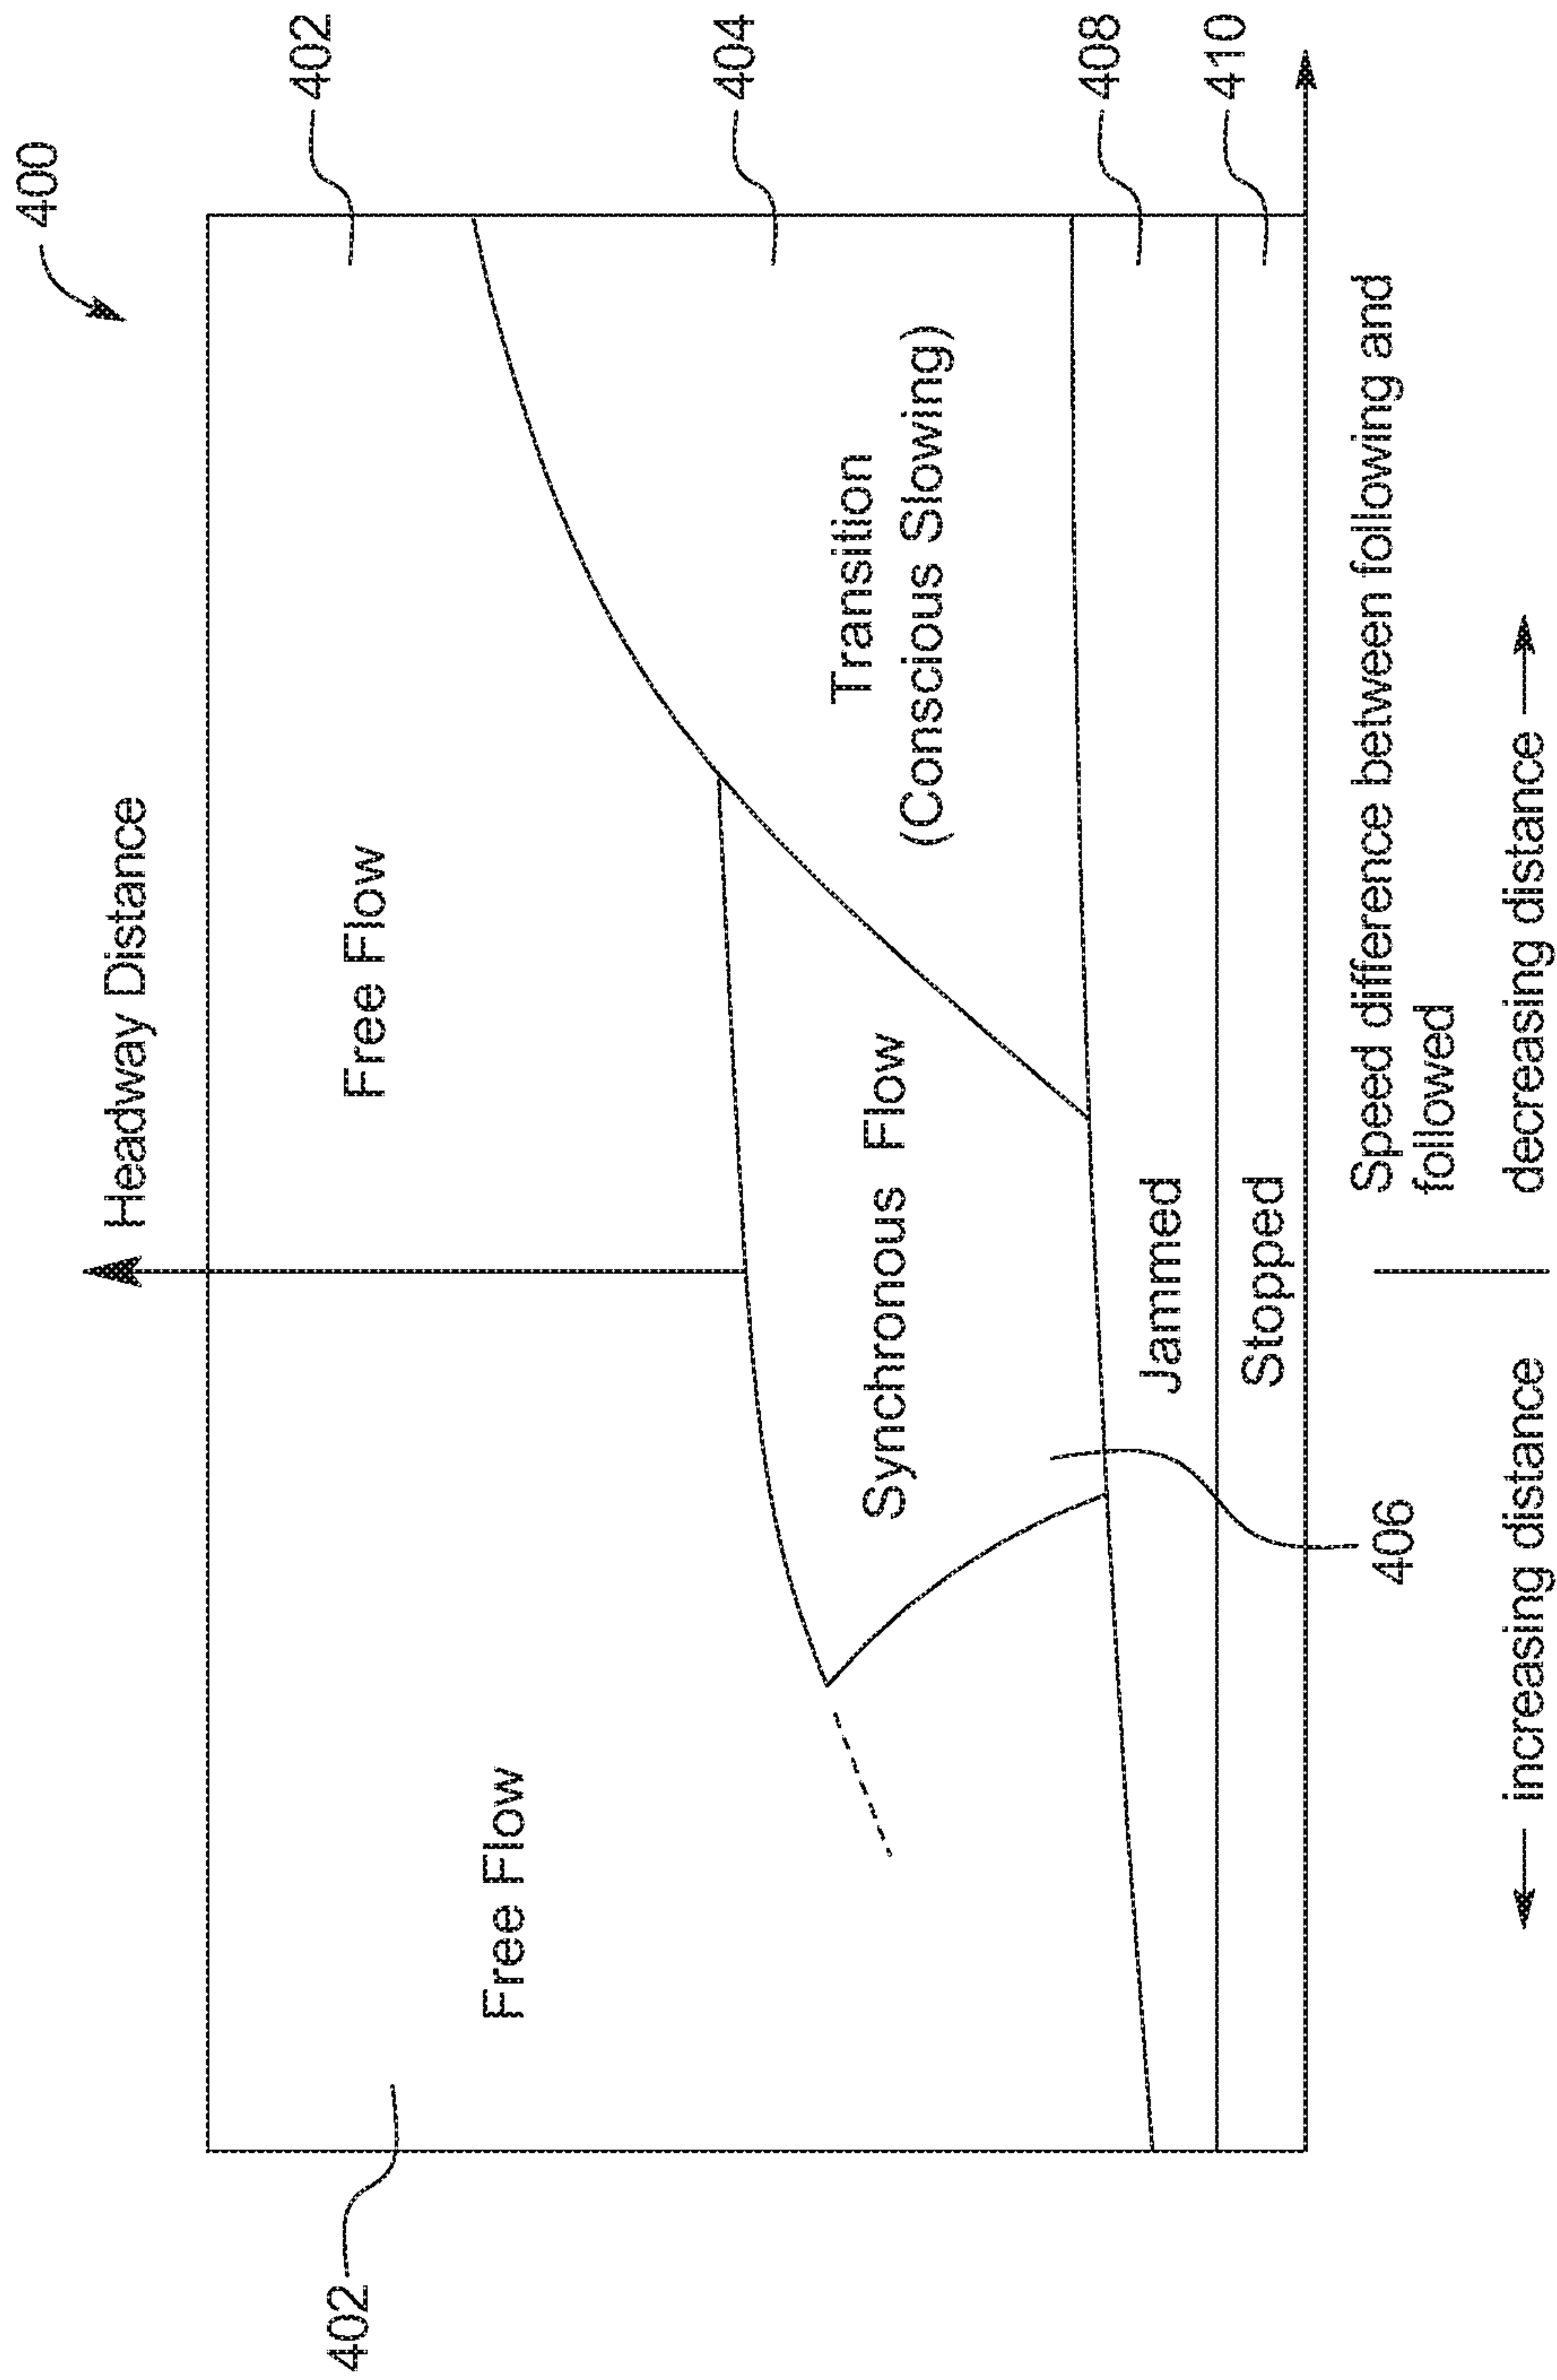 400
Headway Distance
402
402
Free Flow
Free Flow
404
Transition
(Conscious Slowing)
Synchronous Flow
408
Jammed
410
Stopped
406
Speed difference between following and
followed
increasing distance
decreasing distance